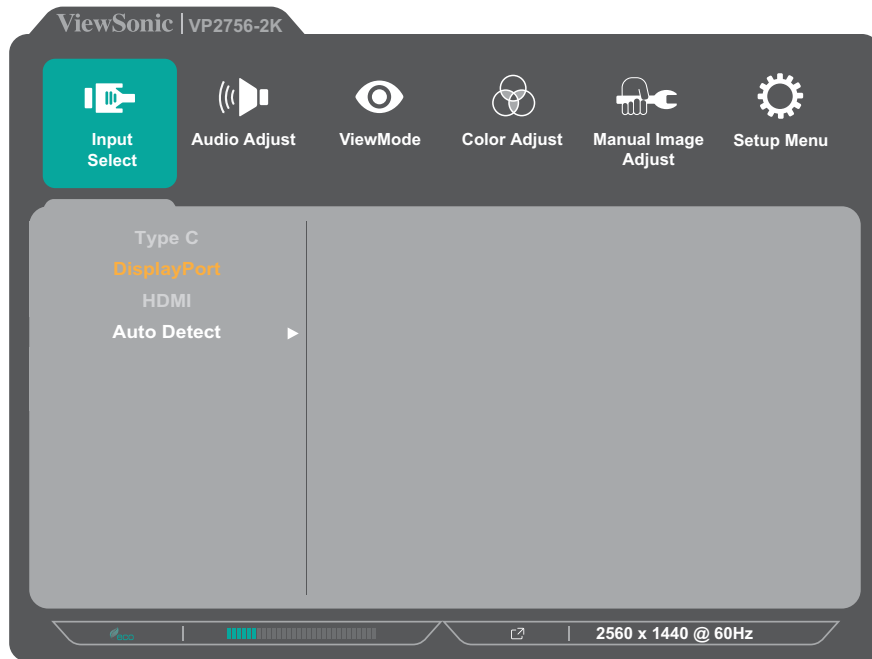 ViewSonic | VP2756-2K
Input Select
Audio Adjust
ViewMode
Color Adjust
Manual Image Adjust
Setup Menu
Type C
DisplayPort
HDMI
Auto Detect
eco
2560 x 1440 @ 60Hz